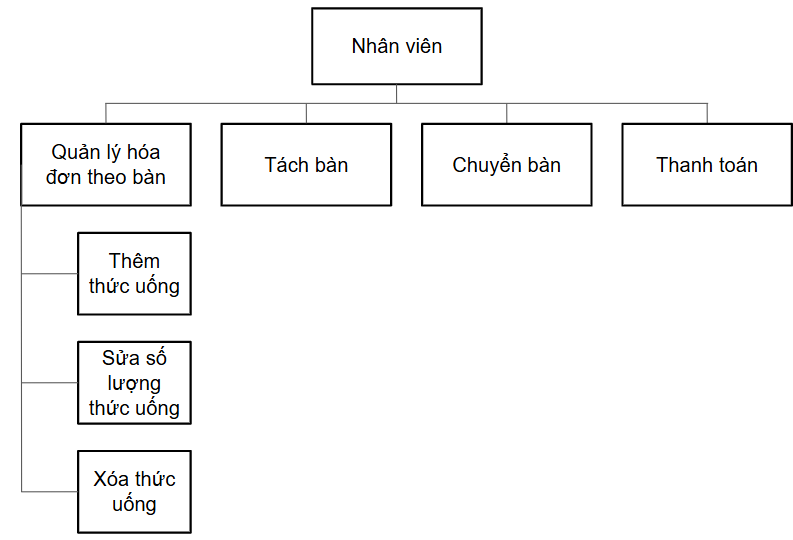 Nhân viên
Quản lý hóa
đơn theo bàn
Tách bàn
Chuyển bàn
Thanh toán
Thêm
thức uống
Sửa số
lượng
thức uống
Xóa thức
uống